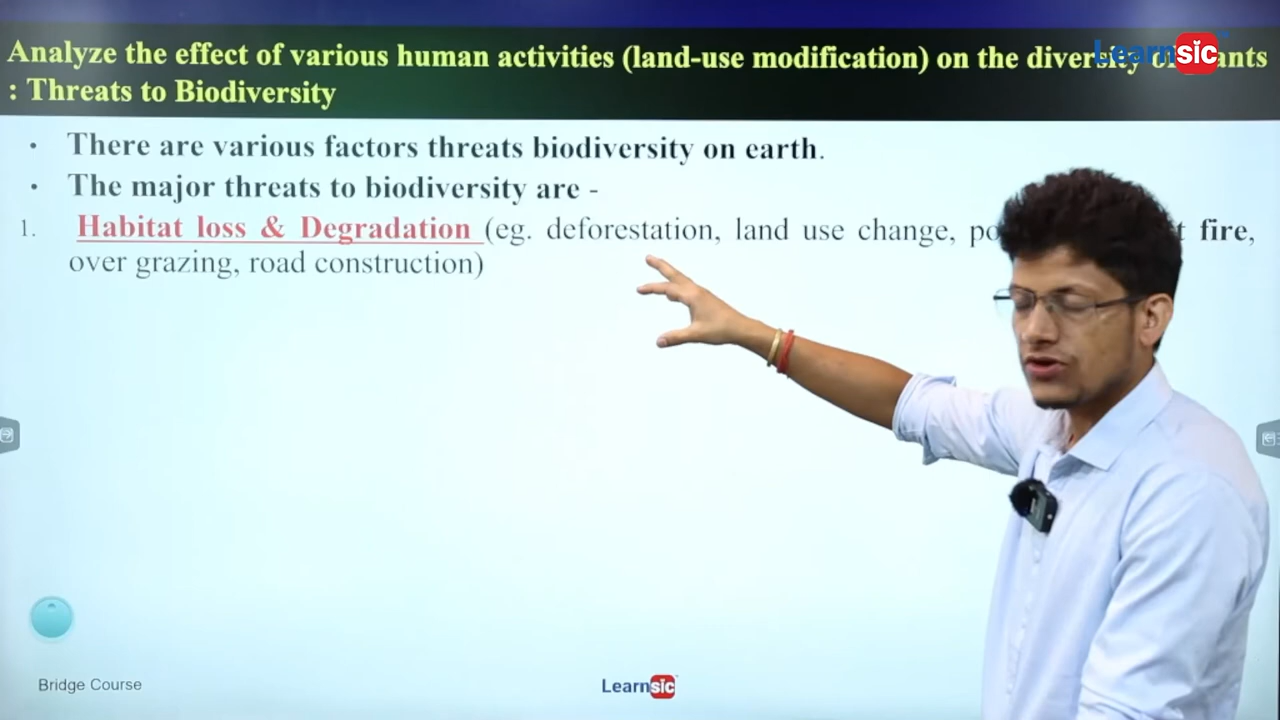 Analyze the effect of various human activities (land-use modification) on the
: Threats to Biodiversity
LearnSIC
• There are various factors threats biodiversity on earth.
• The major threats to biodiversity are -
1. Habitat loss & Degradation (eg. deforestation, land use change, fire,
over grazing, road construction)
Bridge Course
Learnsic